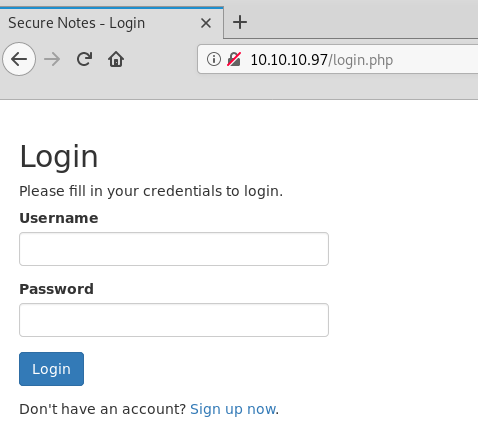 Secure Notes - Login
10.10.10.97/login.php
Login
Please fill in your credentials to login.
Username
Password
Login
Don't have an account? Sign up now.